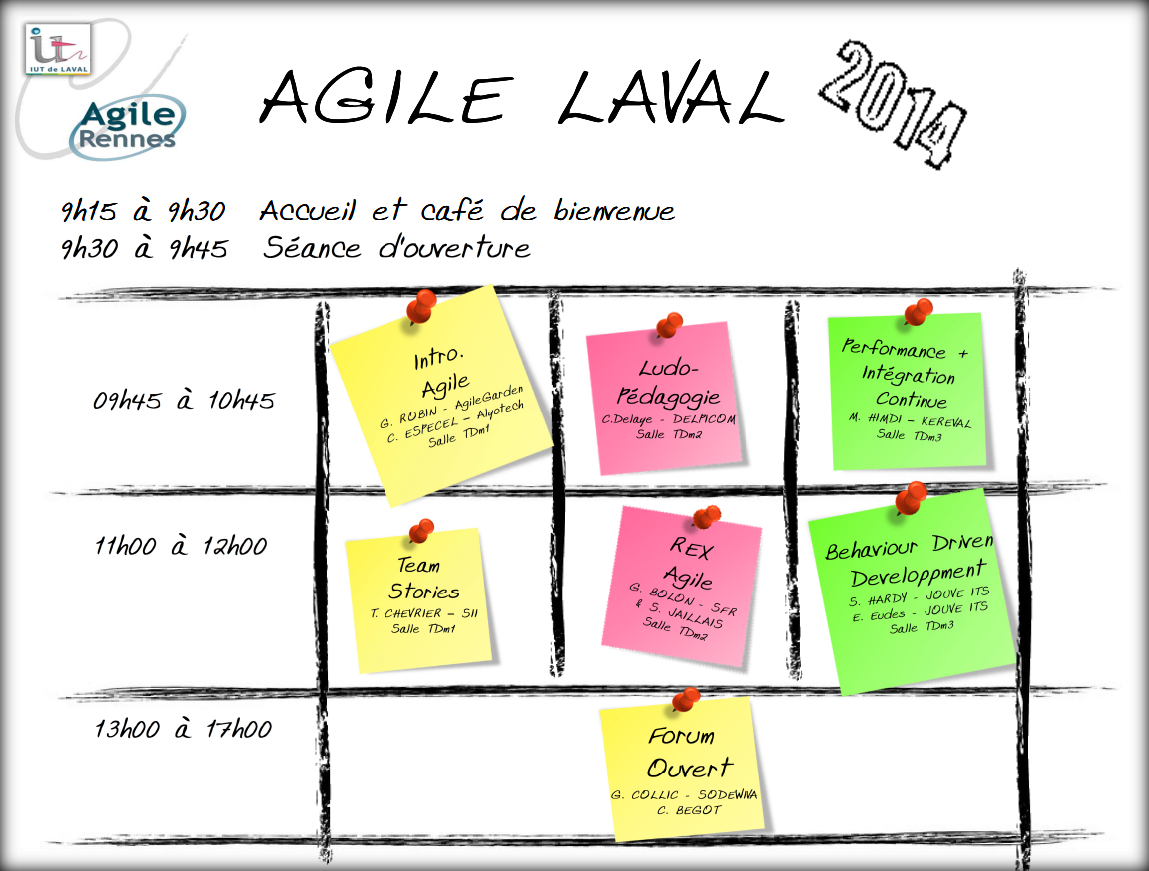 iut
IUT de LAVAL
Agile
Rennes
AGILE LAVAL
2014
9h15 à 9h30 Accueil et café de bienvenue
9h30 à 9h45 Séance d'ouverture
09h45 à 10h45
Intro.
Agile
G. ROBIN - AgileGarden
C. ESPECEL - Alyotech
Salle TDm1
Ludo-
Pédagogie
C.Delaye - DELPICOM
Salle TDm2
Performance +
Intégration
Continue
M. HIMDI - KEREVAL
Salle TDm3
11h00 à 12h00
Team
Stories
T. CHEVRIER - SII
Salle TDm1
REX
Agile
G. BOLON - SFR
& S. JAILLAIS
Salle TDm2
Behaviour Driven
Developpment
S. HARDY - JOUVE ITS
E. Eudes - JOUVE ITS
Salle TDm3
13h00 à 17h00
Forum
Ouvert
G. COLLIC - SODEWIVA
C. BEGOT